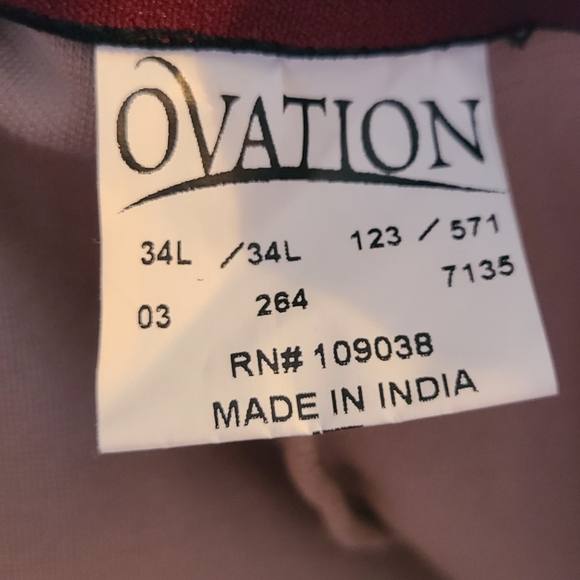 OVATION
34L /34L 123 / 571
03 264 7135
RN# 109038
MADE IN INDIA